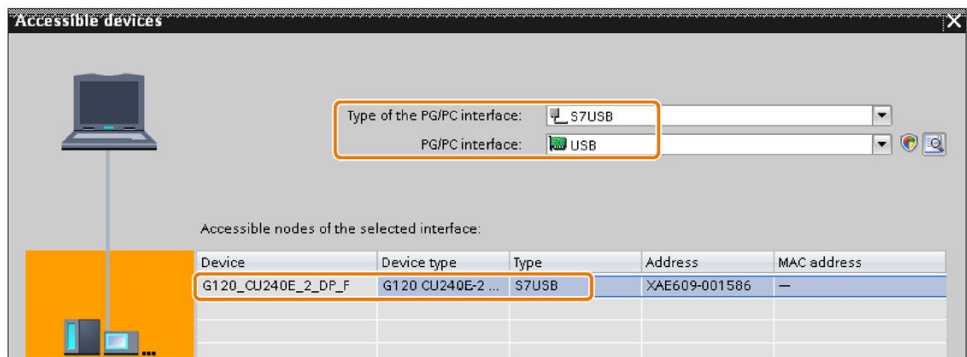 Accessible devices
Type of the PG/PC interface: S7USB
PG/PC interface: USB
Accessible nodes of the selected interface:
Device Device type Type Address MAC address
G120_CU240E_2_DP_F G120 CU240E-2 ... S7USB XAE609-001586 —
...